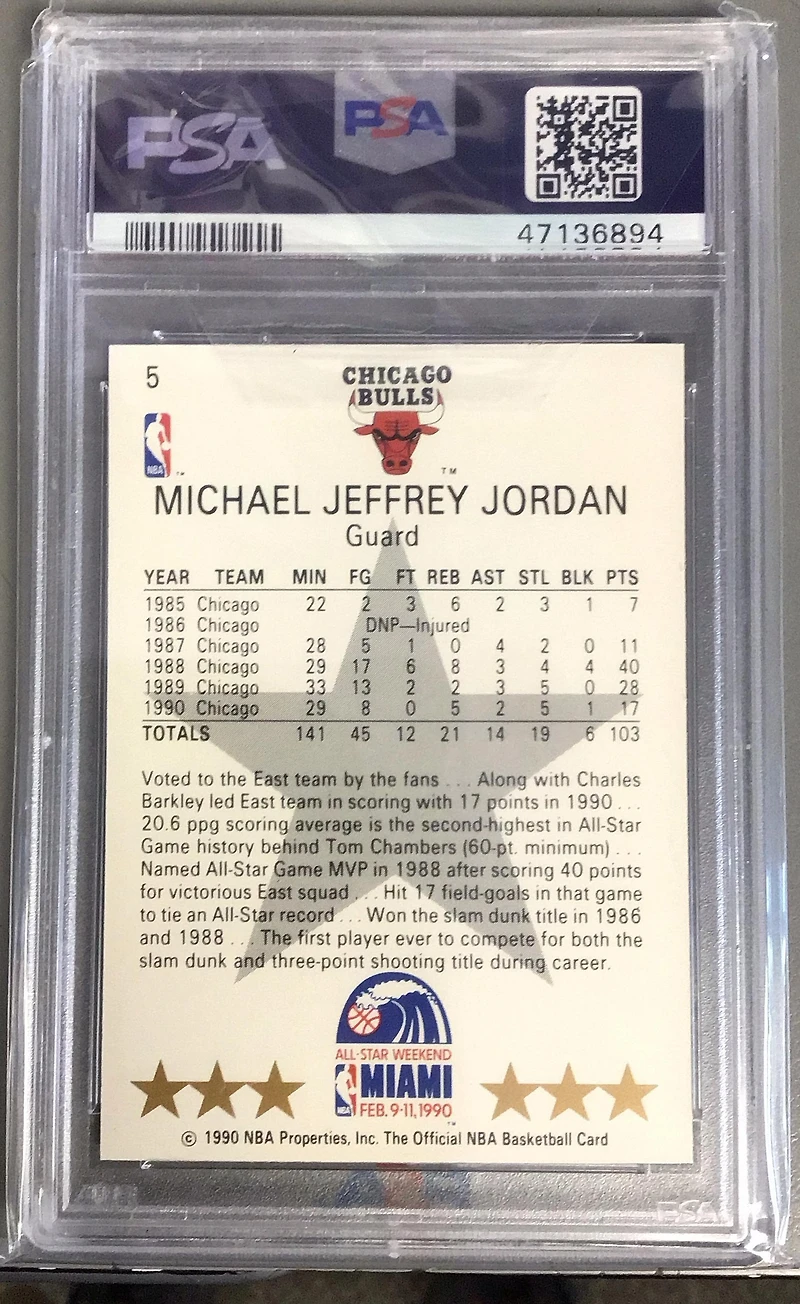 PSA
PSA
47136894
5
CHICAGO
BULLS
NBA ™
™
MICHAEL JEFFREY JORDAN
Guard
YEAR TEAM MIN FG FT REB AST STL BLK PTS
1985 Chicago 22 2 3 6 2 3 1 7
1986 Chicago DNP—Injured
1987 Chicago 28 5 1 0 4 2 0 11
1988 Chicago 29 17 6 8 3 4 4 40
1989 Chicago 33 13 2 2 3 5 0 28
1990 Chicago 29 8 0 5 2 5 1 17
TOTALS 141 45 12 21 14 19 6 103
Voted to the East team by the fans . . . Along with Charles
Barkley led East team in scoring with 17 points in 1990 . . .
20.6 ppg scoring average is the second-highest in All-Star
Game history behind Tom Chambers (60-pt. minimum) . . .
Named All-Star Game MVP in 1988 after scoring 40 points
for victorious East squad . . . Hit 17 field-goals in that game
to tie an All-Star record . . . Won the slam dunk title in 1986
and 1988 . . . The first player ever to compete for both the
slam dunk and three-point shooting title during career.
ALL-STAR WEEKEND
MIAMI
NBA FEB. 9-11, 1990
™
© 1990 NBA Properties, Inc. The Official NBA Basketball Card
PSA